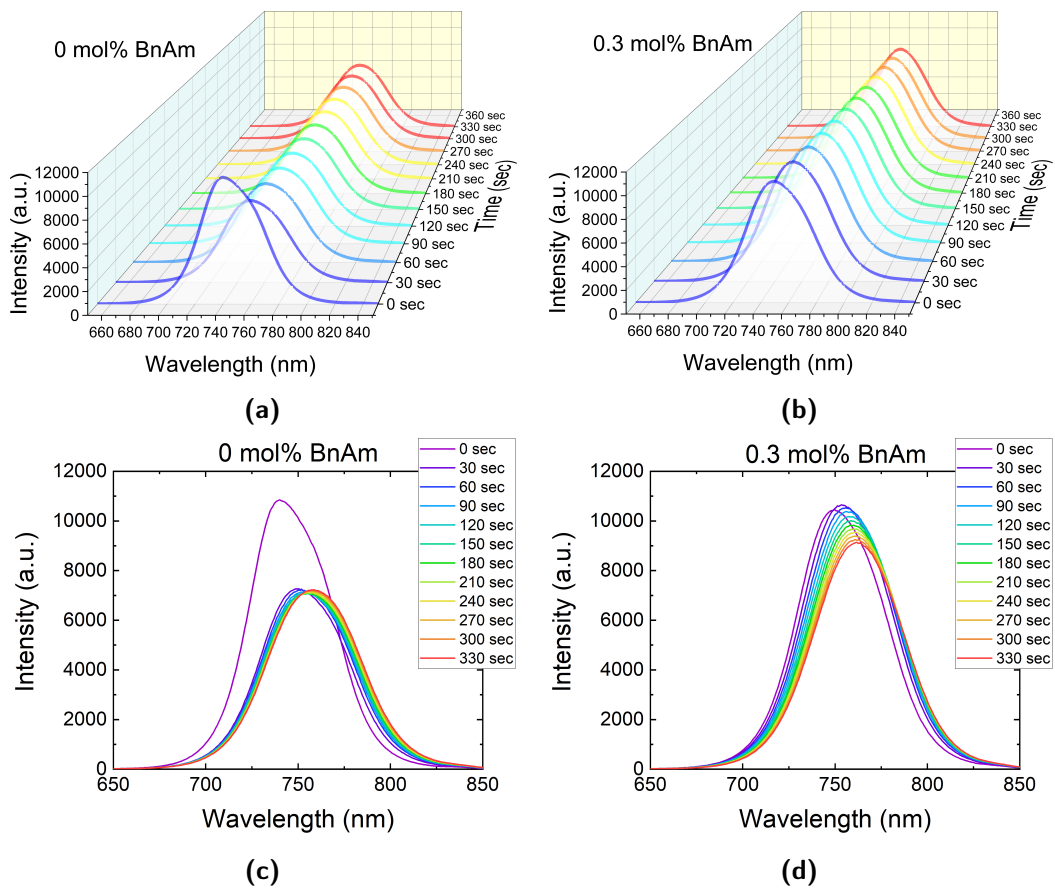 0 mol% BnAm
12000
10000
8000
6000
4000
2000
0
Intensity (a.u.)
660 680 700 720 740 760 780 800 820 840
Wavelength (nm)
360 sec
330 sec
300 sec
270 sec
240 sec
210 sec
180 sec
150 sec
120 sec
90 sec
60 sec
30 sec
0 sec
Time (sec)
(a)
0.3 mol% BnAm
12000
10000
8000
6000
4000
2000
0
Intensity (a.u.)
660 680 700 720 740 760 780 800 820 840
Wavelength (nm)
360 sec
330 sec
300 sec
270 sec
240 sec
210 sec
180 sec
150 sec
120 sec
90 sec
60 sec
30 sec
0 sec
Time (sec)
(b)
0 mol% BnAm
12000
10000
8000
6000
4000
2000
0
Intensity (a.u.)
650 700 750 800 850
Wavelength (nm)
0 sec
30 sec
60 sec
90 sec
120 sec
150 sec
180 sec
210 sec
240 sec
270 sec
300 sec
330 sec
(c)
0.3 mol% BnAm
12000
10000
8000
6000
4000
2000
0
Intensity (a.u.)
650 700 750 800 850
Wavelength (nm)
0 sec
30 sec
60 sec
90 sec
120 sec
150 sec
180 sec
210 sec
240 sec
270 sec
300 sec
330 sec
(d)